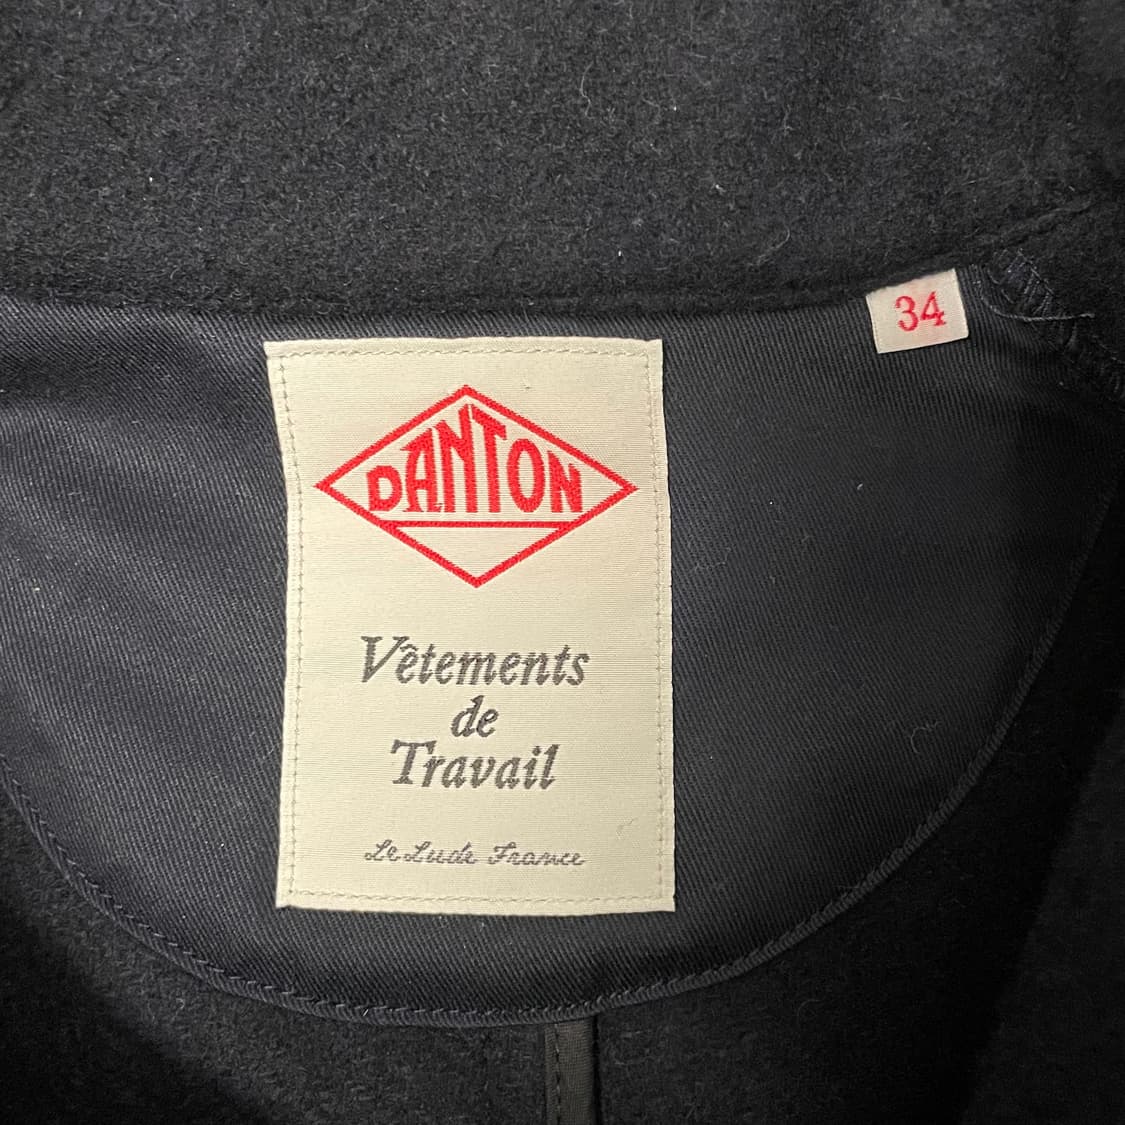 34
DANTON
Vêtements
de
Travail
Le Lude France